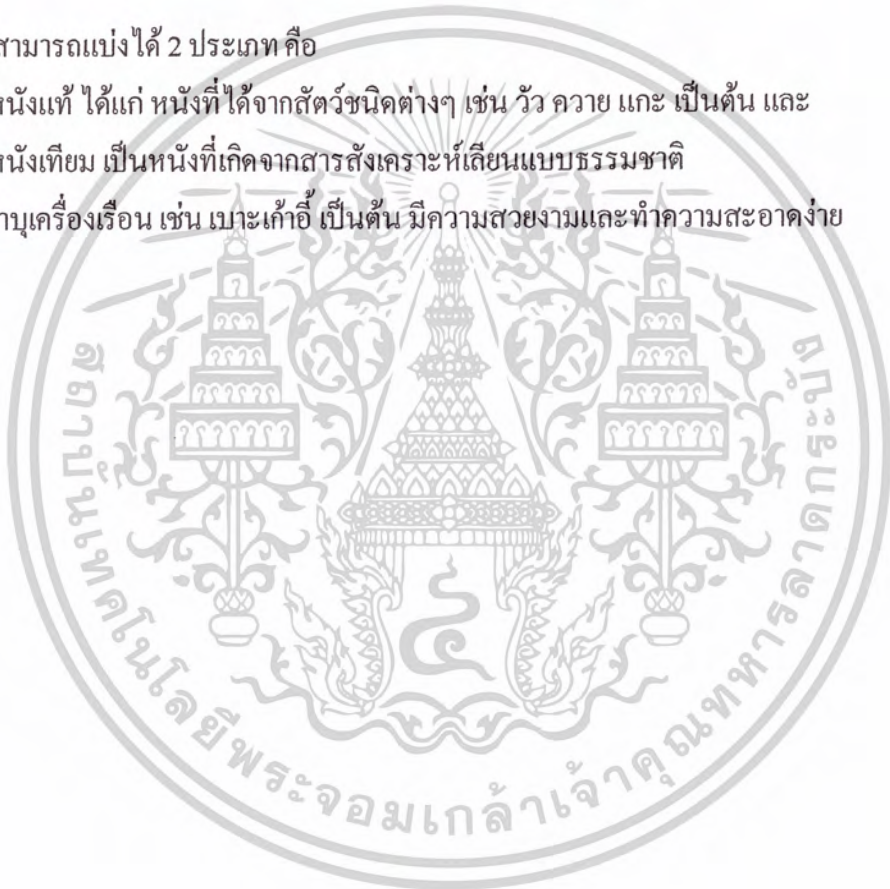 สามารถแบ่งได้ 2 ประเภท คือ
หนังแท้ ได้แก่ หนังที่ได้จากสัตว์ชนิดต่างๆ เช่น วัว ควาย แกะ เป็นต้น และ
หนังเทียม เป็นหนังที่เกิดจากสารสังเคราะห์เลียนแบบธรรมชาติ
าบุเครื่องเรือน เช่น เบาะเก้าอี้ เป็นต้น มีความสวยงามและทำความสะอาดง่าย
สถาบันเทคโนโลยีพระจอมเกล้าเจ้าคุณทหารลาดกระบัง
๔